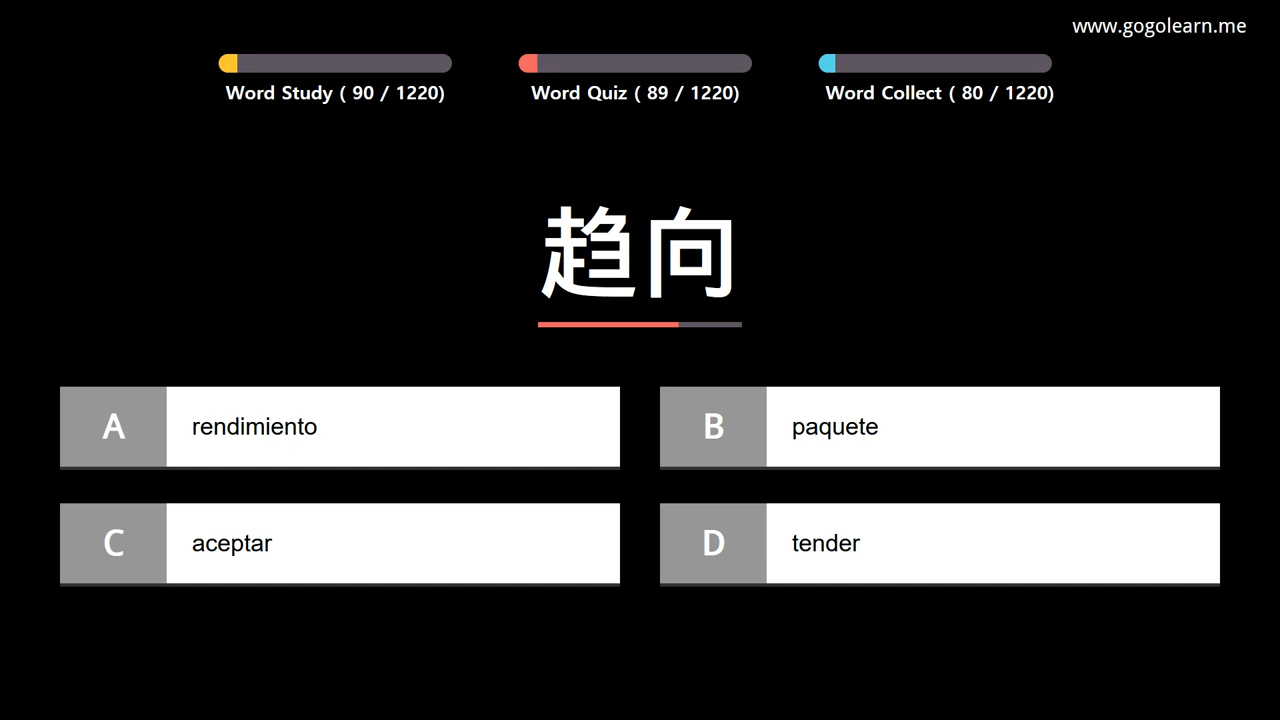 www.gogolearn.me
Word Study ( 90 / 1220)
Word Quiz ( 89 / 1220)
Word Collect ( 80 / 1220)
趋向
A rendimiento
B paquete
C aceptar
D tender